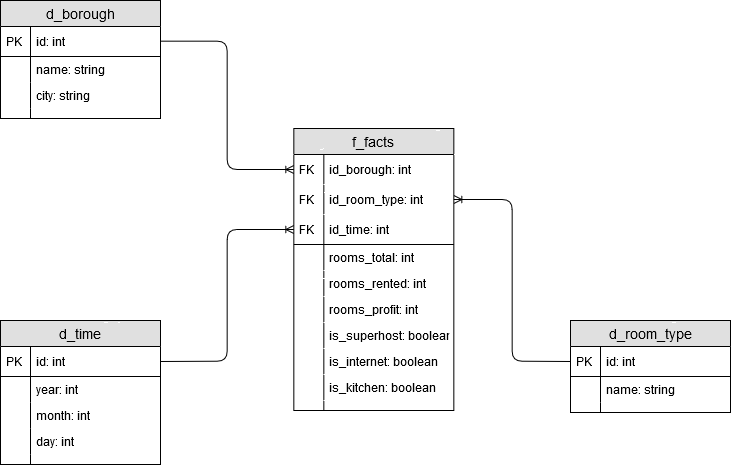 d_borough
PK id: int
name: string
city: string
f_facts
FK id_borough: int
FK id_room_type: int
FK id_time: int
rooms_total: int
rooms_rented: int
rooms_profit: int
is_superhost: boolean
is_internet: boolean
is_kitchen: boolean
d_time
PK id: int
year: int
month: int
day: int
d_room_type
PK id: int
name: string